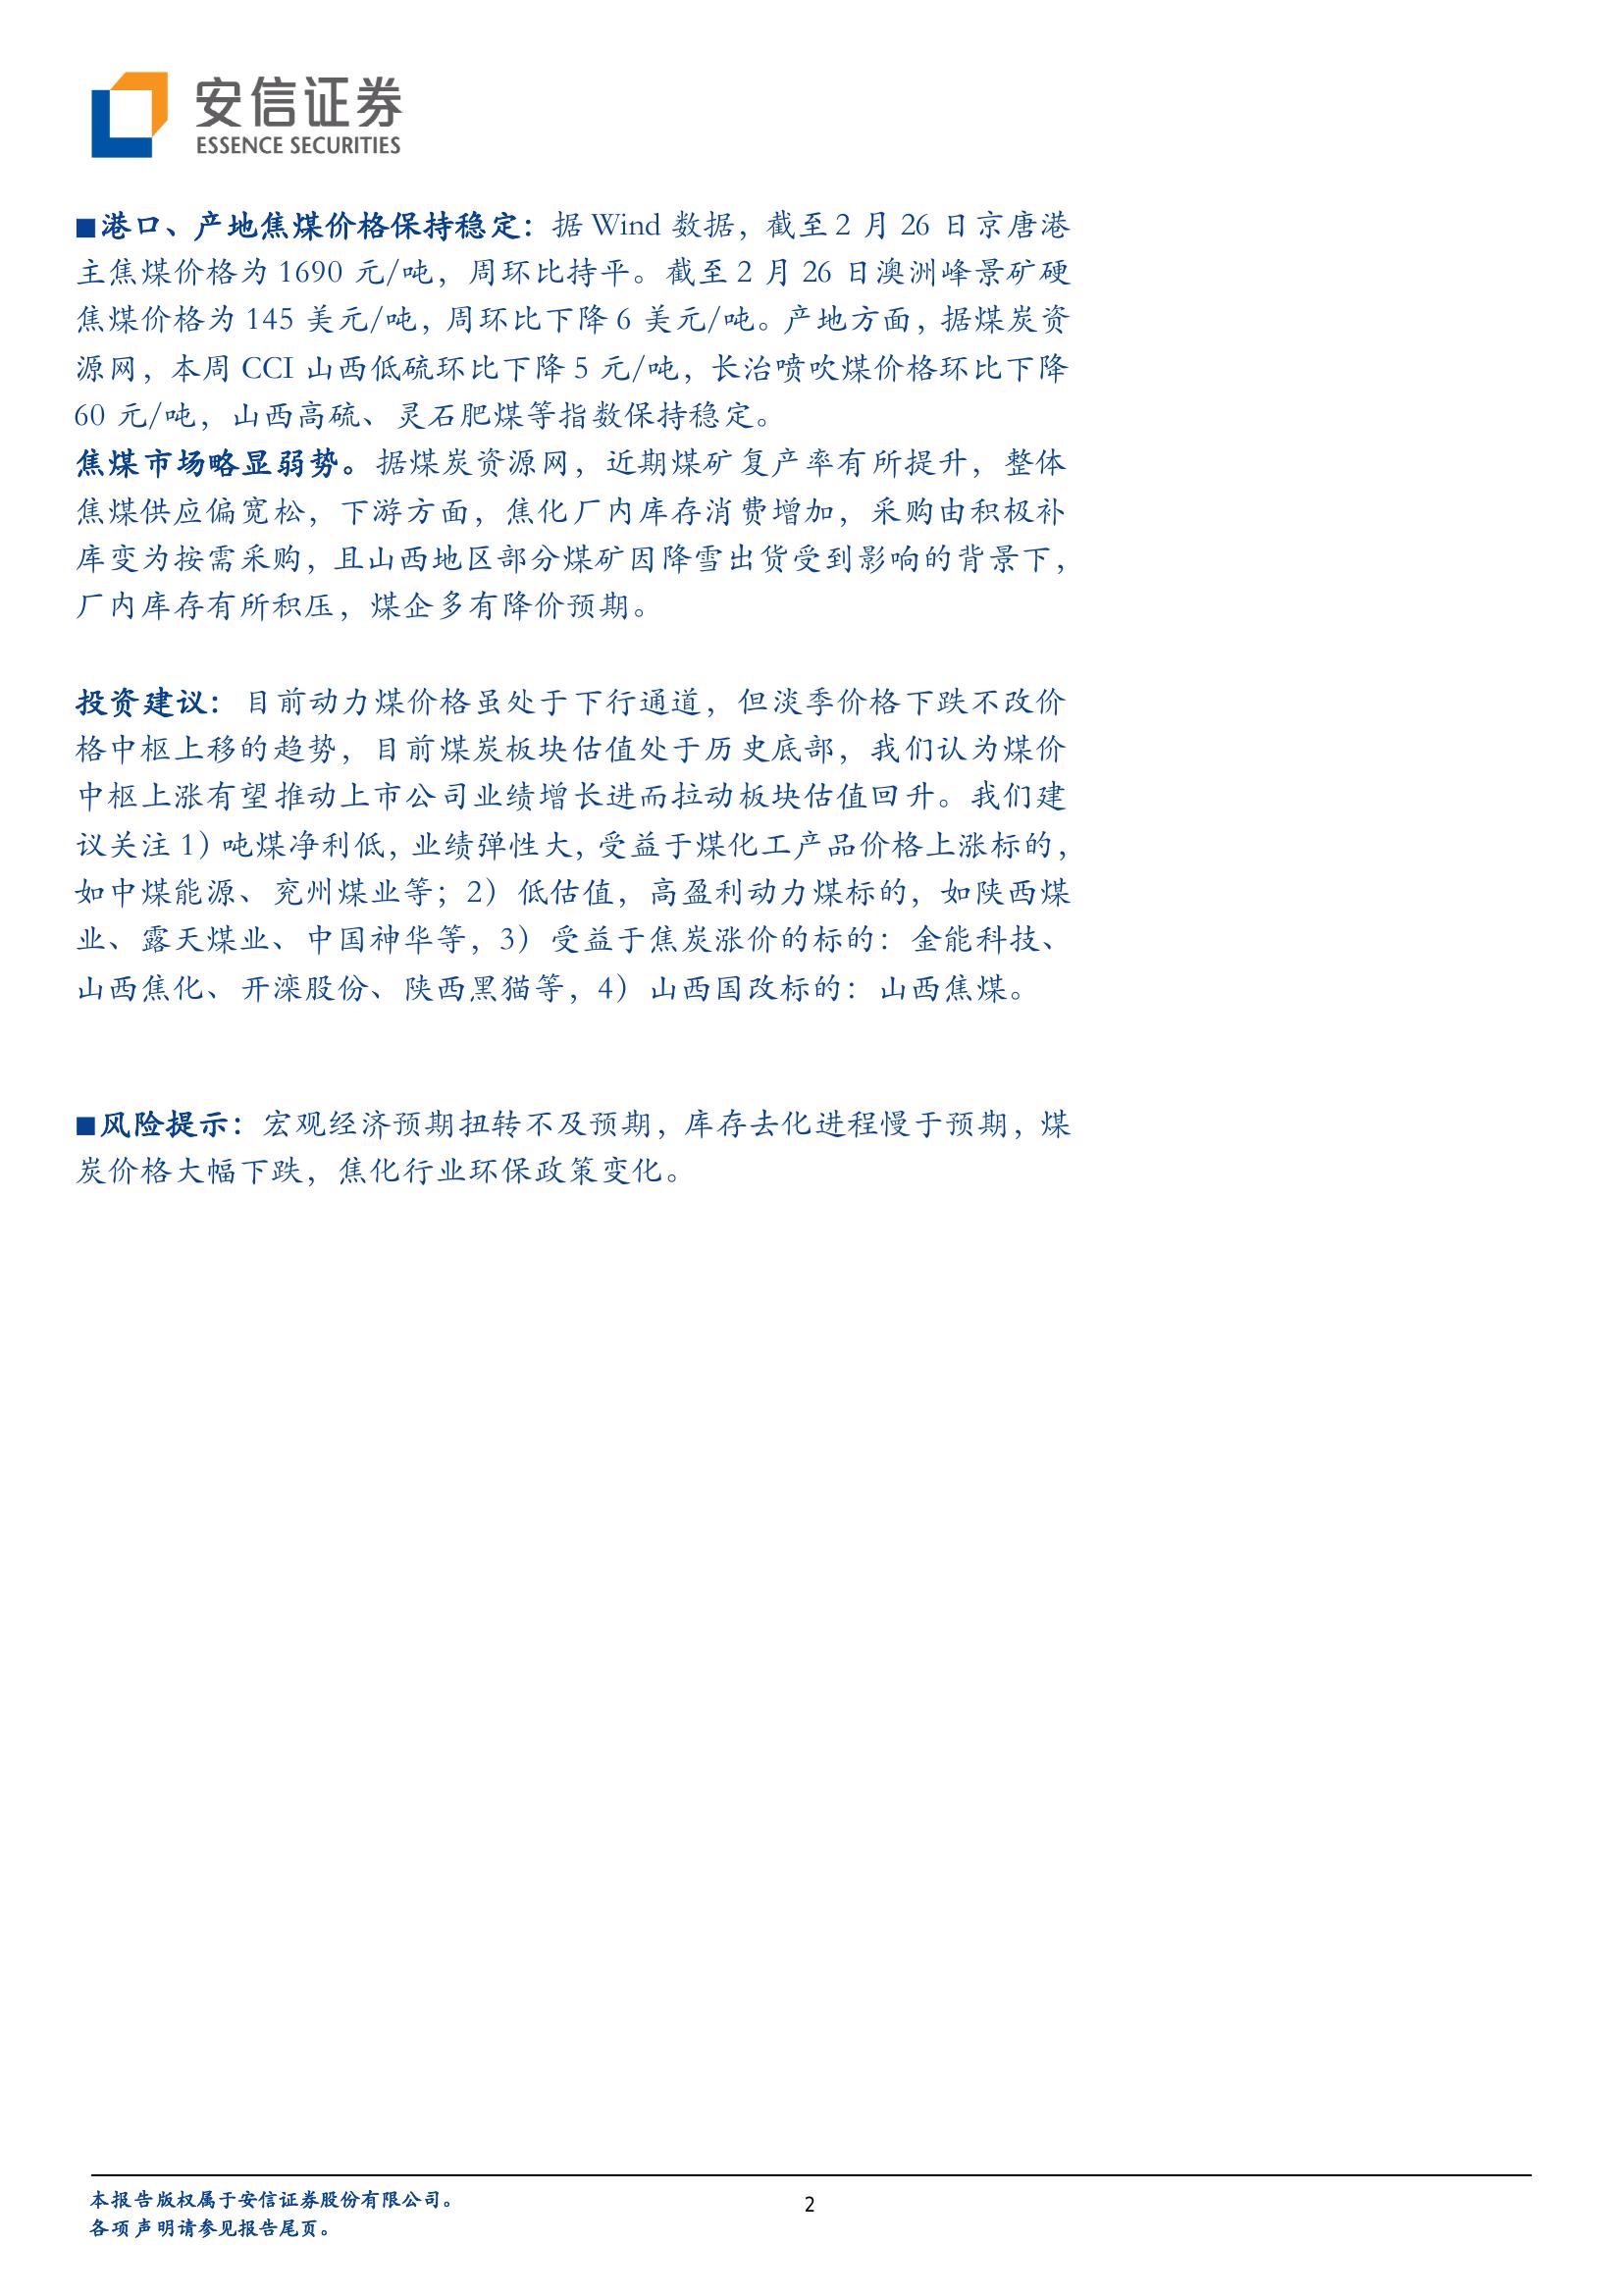 安信证券
ESSENCE SECURITIES
■港口、产地焦煤价格保持稳定：据 Wind 数据，截至 2 月 26 日京唐港
主焦煤价格为 1690 元/吨，周环比持平。截至 2 月 26 日澳洲峰景矿硬
焦煤价格为 145 美元/吨，周环比下降 6 美元/吨。产地方面，据煤炭资
源网，本周 CCI 山西低硫环比下降 5 元/吨，长治喷吹煤价格环比下降
60 元/吨，山西高硫、灵石肥煤等指数保持稳定。
焦煤市场略显弱势。据煤炭资源网，近期煤矿复产率有所提升，整体
焦煤供应偏宽松，下游方面，焦化厂内库存消费增加，采购由积极补
库变为按需采购，且山西地区部分煤矿因降雪出货受到影响的背景下，
厂内库存有所积压，煤企多有降价预期。
投资建议：目前动力煤价格虽处于下行通道，但淡季价格下跌不改价
格中枢上移的趋势，目前煤炭板块估值处于历史底部，我们认为煤价
中枢上涨有望推动上市公司业绩增长进而拉动板块估值回升。我们建
议关注 1）吨煤净利低，业绩弹性大，受益于煤化工产品价格上涨标的，
如中煤能源、兖州煤业等；2）低估值，高盈利动力煤标的，如陕西煤
业、露天煤业、中国神华等，3）受益于焦炭涨价的标的：金能科技、
山西焦化、开滦股份、陕西黑猫等，4）山西国改标的：山西焦煤。
■风险提示：宏观经济预期扭转不及预期，库存去化进程慢于预期，煤
炭价格大幅下跌，焦化行业环保政策变化。
本报告版权属于安信证券股份有限公司。
2
各项声明请参见报告尾页。